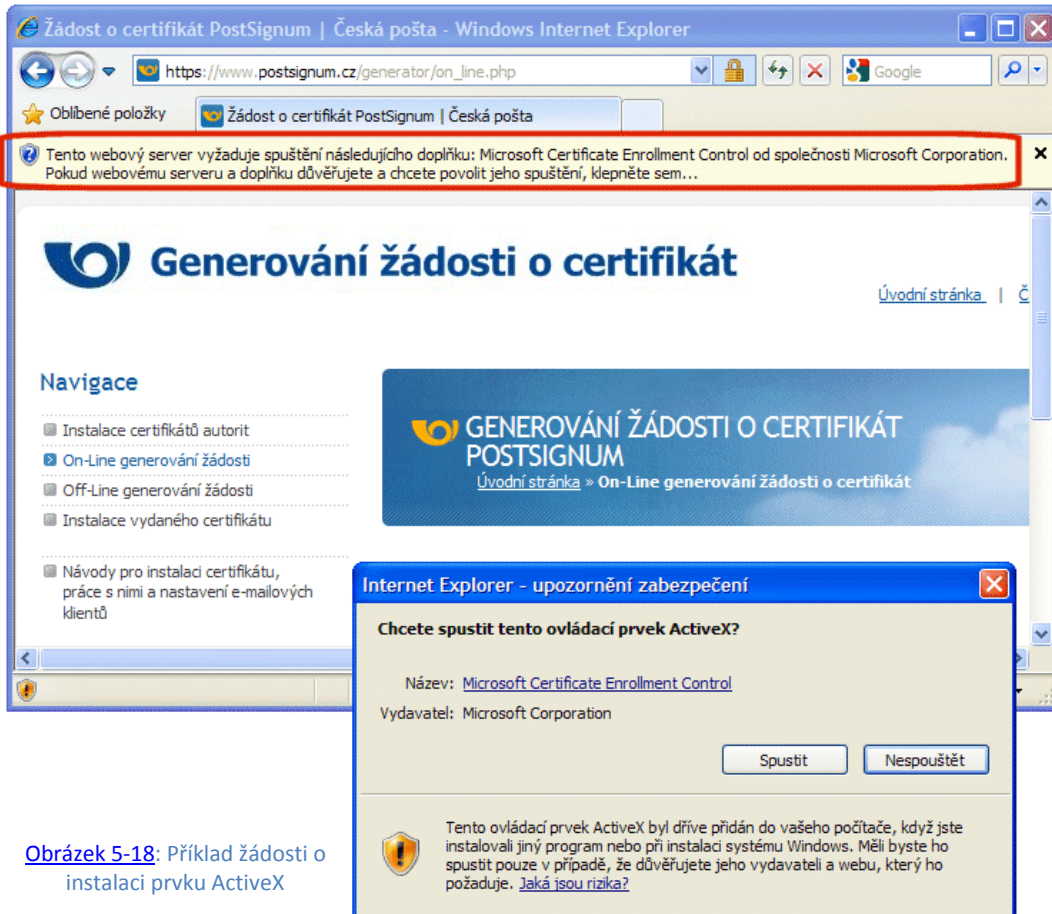 Žádost o certifikát PostSignum | Česká pošta - Windows Internet Explorer
https://www.postsignum.cz/generator/on_line.php
Google
Oblíbené položky
Žádost o certifikát PostSignum | Česká pošta
Tento webový server vyžaduje spuštění následujícího doplňku: Microsoft Certificate Enrollment Control od společnosti Microsoft Corporation.
Pokud webovému serveru a doplňku důvěřujete a chcete povolit jeho spuštění, klepněte sem...
Generování žádosti o certifikát
Úvodní stránka | Č
Navigace
Instalace certifikátů autorit
On-Line generování žádosti
Off-Line generování žádosti
Instalace vydaného certifikátu
Návody pro instalaci certifikátu,
práce s nimi a nastavení e-mailových
klientů
GENEROVÁNÍ ŽÁDOSTI O CERTIFIKÁT
POSTSIGNUM
Úvodní stránka » On-Line generování žádosti o certifikát
Internet Explorer - upozornění zabezpečení
Chcete spustit tento ovládací prvek ActiveX?
Název: Microsoft Certificate Enrollment Control
Vydavatel: Microsoft Corporation
Spustit
Nespouštět
Tento ovládací prvek ActiveX byl dříve přidán do vašeho počítače, když jste
instalovali jiný program nebo při instalaci systému Windows. Měli byste ho
spustit pouze v případě, že důvěřujete jeho vydavateli a webu, který ho
požaduje. Jaká jsou rizika?
Obrázek 5-18: Příklad žádosti o
instalaci prvku ActiveX